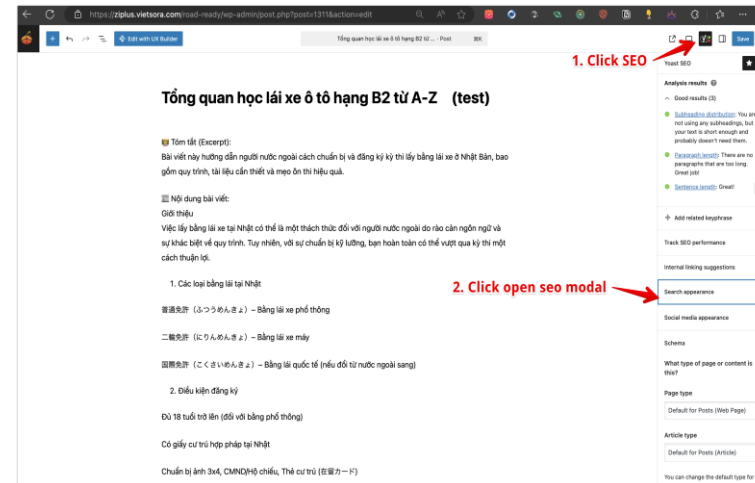 https://ziplus.vietsora.com/road-ready/wp-admin/post.php?post=1311&action=edit
Edit with UX Builder
Tổng quan học lái xe ô tô hạng B2 từ ... · Post
⌘K
Save
1. Click SEO
Yoast SEO
Analysis results
Good results (3)
Subheading distribution: You are
not using any subheadings, but
your text is short enough and
probably doesn't need them.
Paragraph length: There are no
paragraphs that are too long.
Great job!
Sentence length: Great!
Add related keyphrase
Track SEO performance
Internal linking suggestions
2. Click open seo modal
Search appearance
Social media appearance
Schema
What type of page or content is
this?
Page type
Default for Posts (Web Page)
Article type
Default for Posts (Article)
You can change the default type for
Tổng quan học lái xe ô tô hạng B2 từ A-Z (test)
Tóm tắt (Excerpt):
Bài viết này hướng dẫn người nước ngoài cách chuẩn bị và đăng ký kỳ thi lấy bằng lái xe ở Nhật Bản, bao
gồm quy trình, tài liệu cần thiết và mẹo ôn thi hiệu quả.
Nội dung bài viết:
Giới thiệu
Việc lấy bằng lái xe tại Nhật có thể là một thách thức đối với người nước ngoài do rào cản ngôn ngữ và
sự khác biệt về quy trình. Tuy nhiên, với sự chuẩn bị kỹ lưỡng, bạn hoàn toàn có thể vượt qua kỳ thi một
cách thuận lợi.
1. Các loại bằng lái tại Nhật
普通免許（ふつうめんきょ）– Bằng lái xe phổ thông
二輪免許（にりんめんきょ）– Bằng lái xe máy
国際免許（こくさいめんきょ）– Bằng lái quốc tế (nếu đổi từ nước ngoài sang)
2. Điều kiện đăng ký
Đủ 18 tuổi trở lên (đối với bằng phổ thông)
Có giấy cư trú hợp pháp tại Nhật
Chuẩn bị ảnh 3x4, CMND/Hộ chiếu, Thẻ cư trú (在留カード)